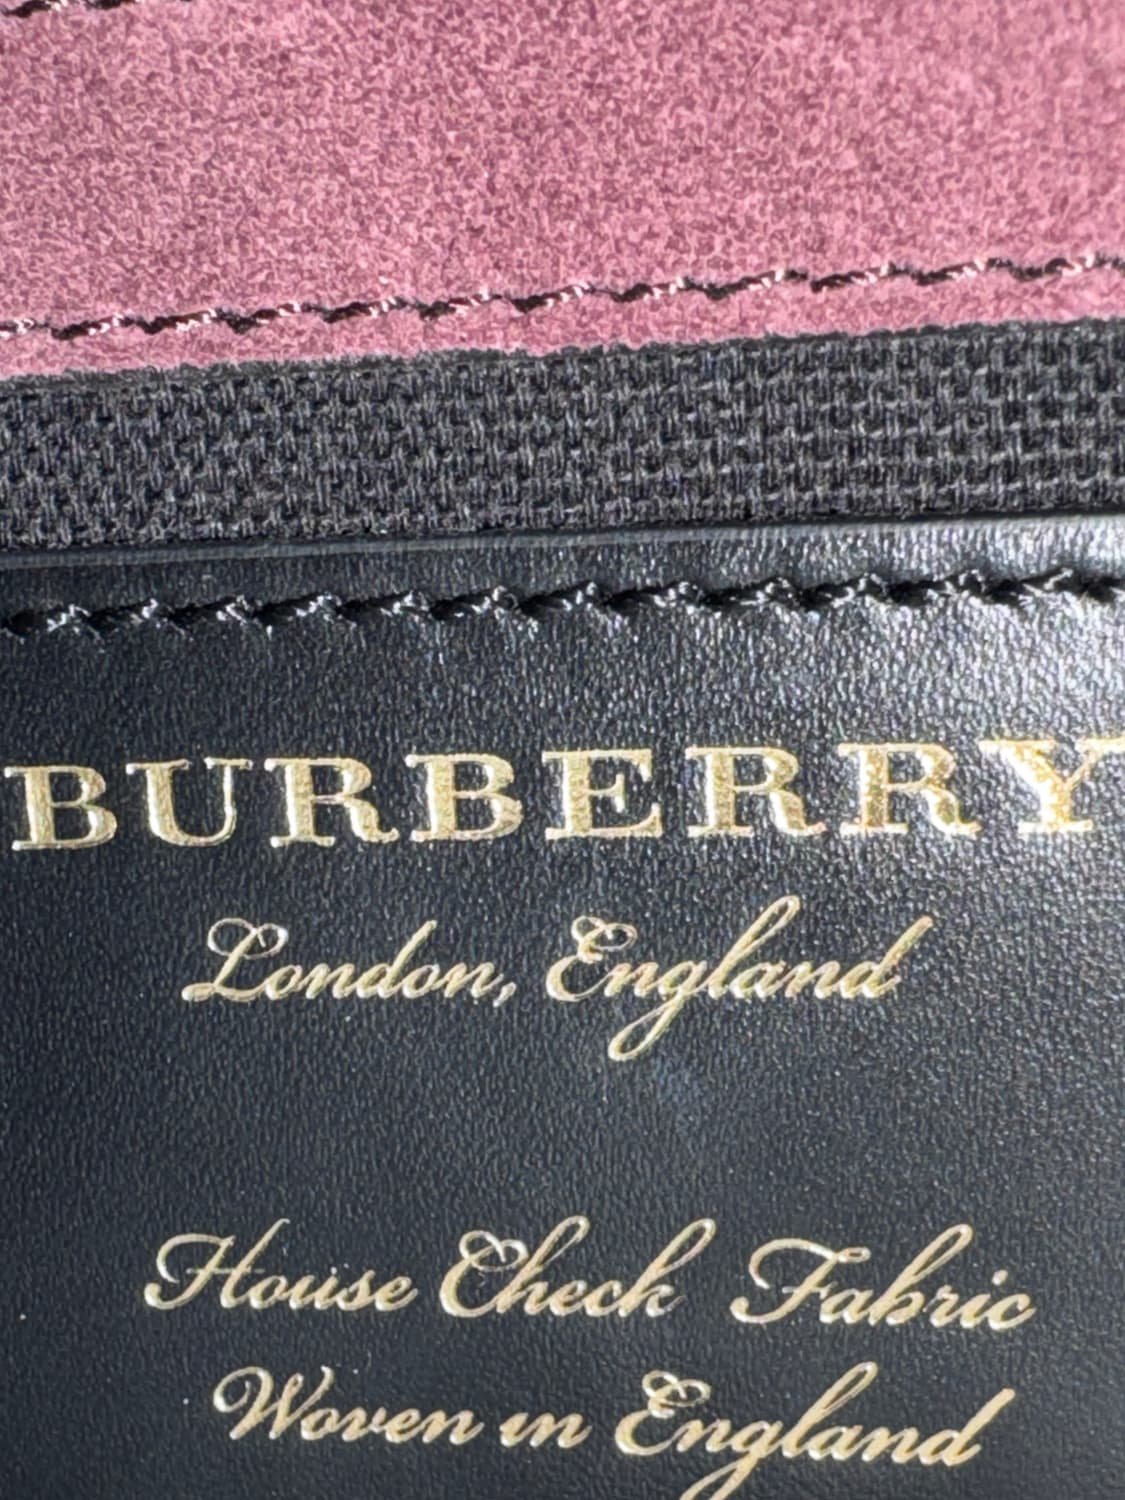 BURBERRY
London, England
House Check Fabric
Woven in England